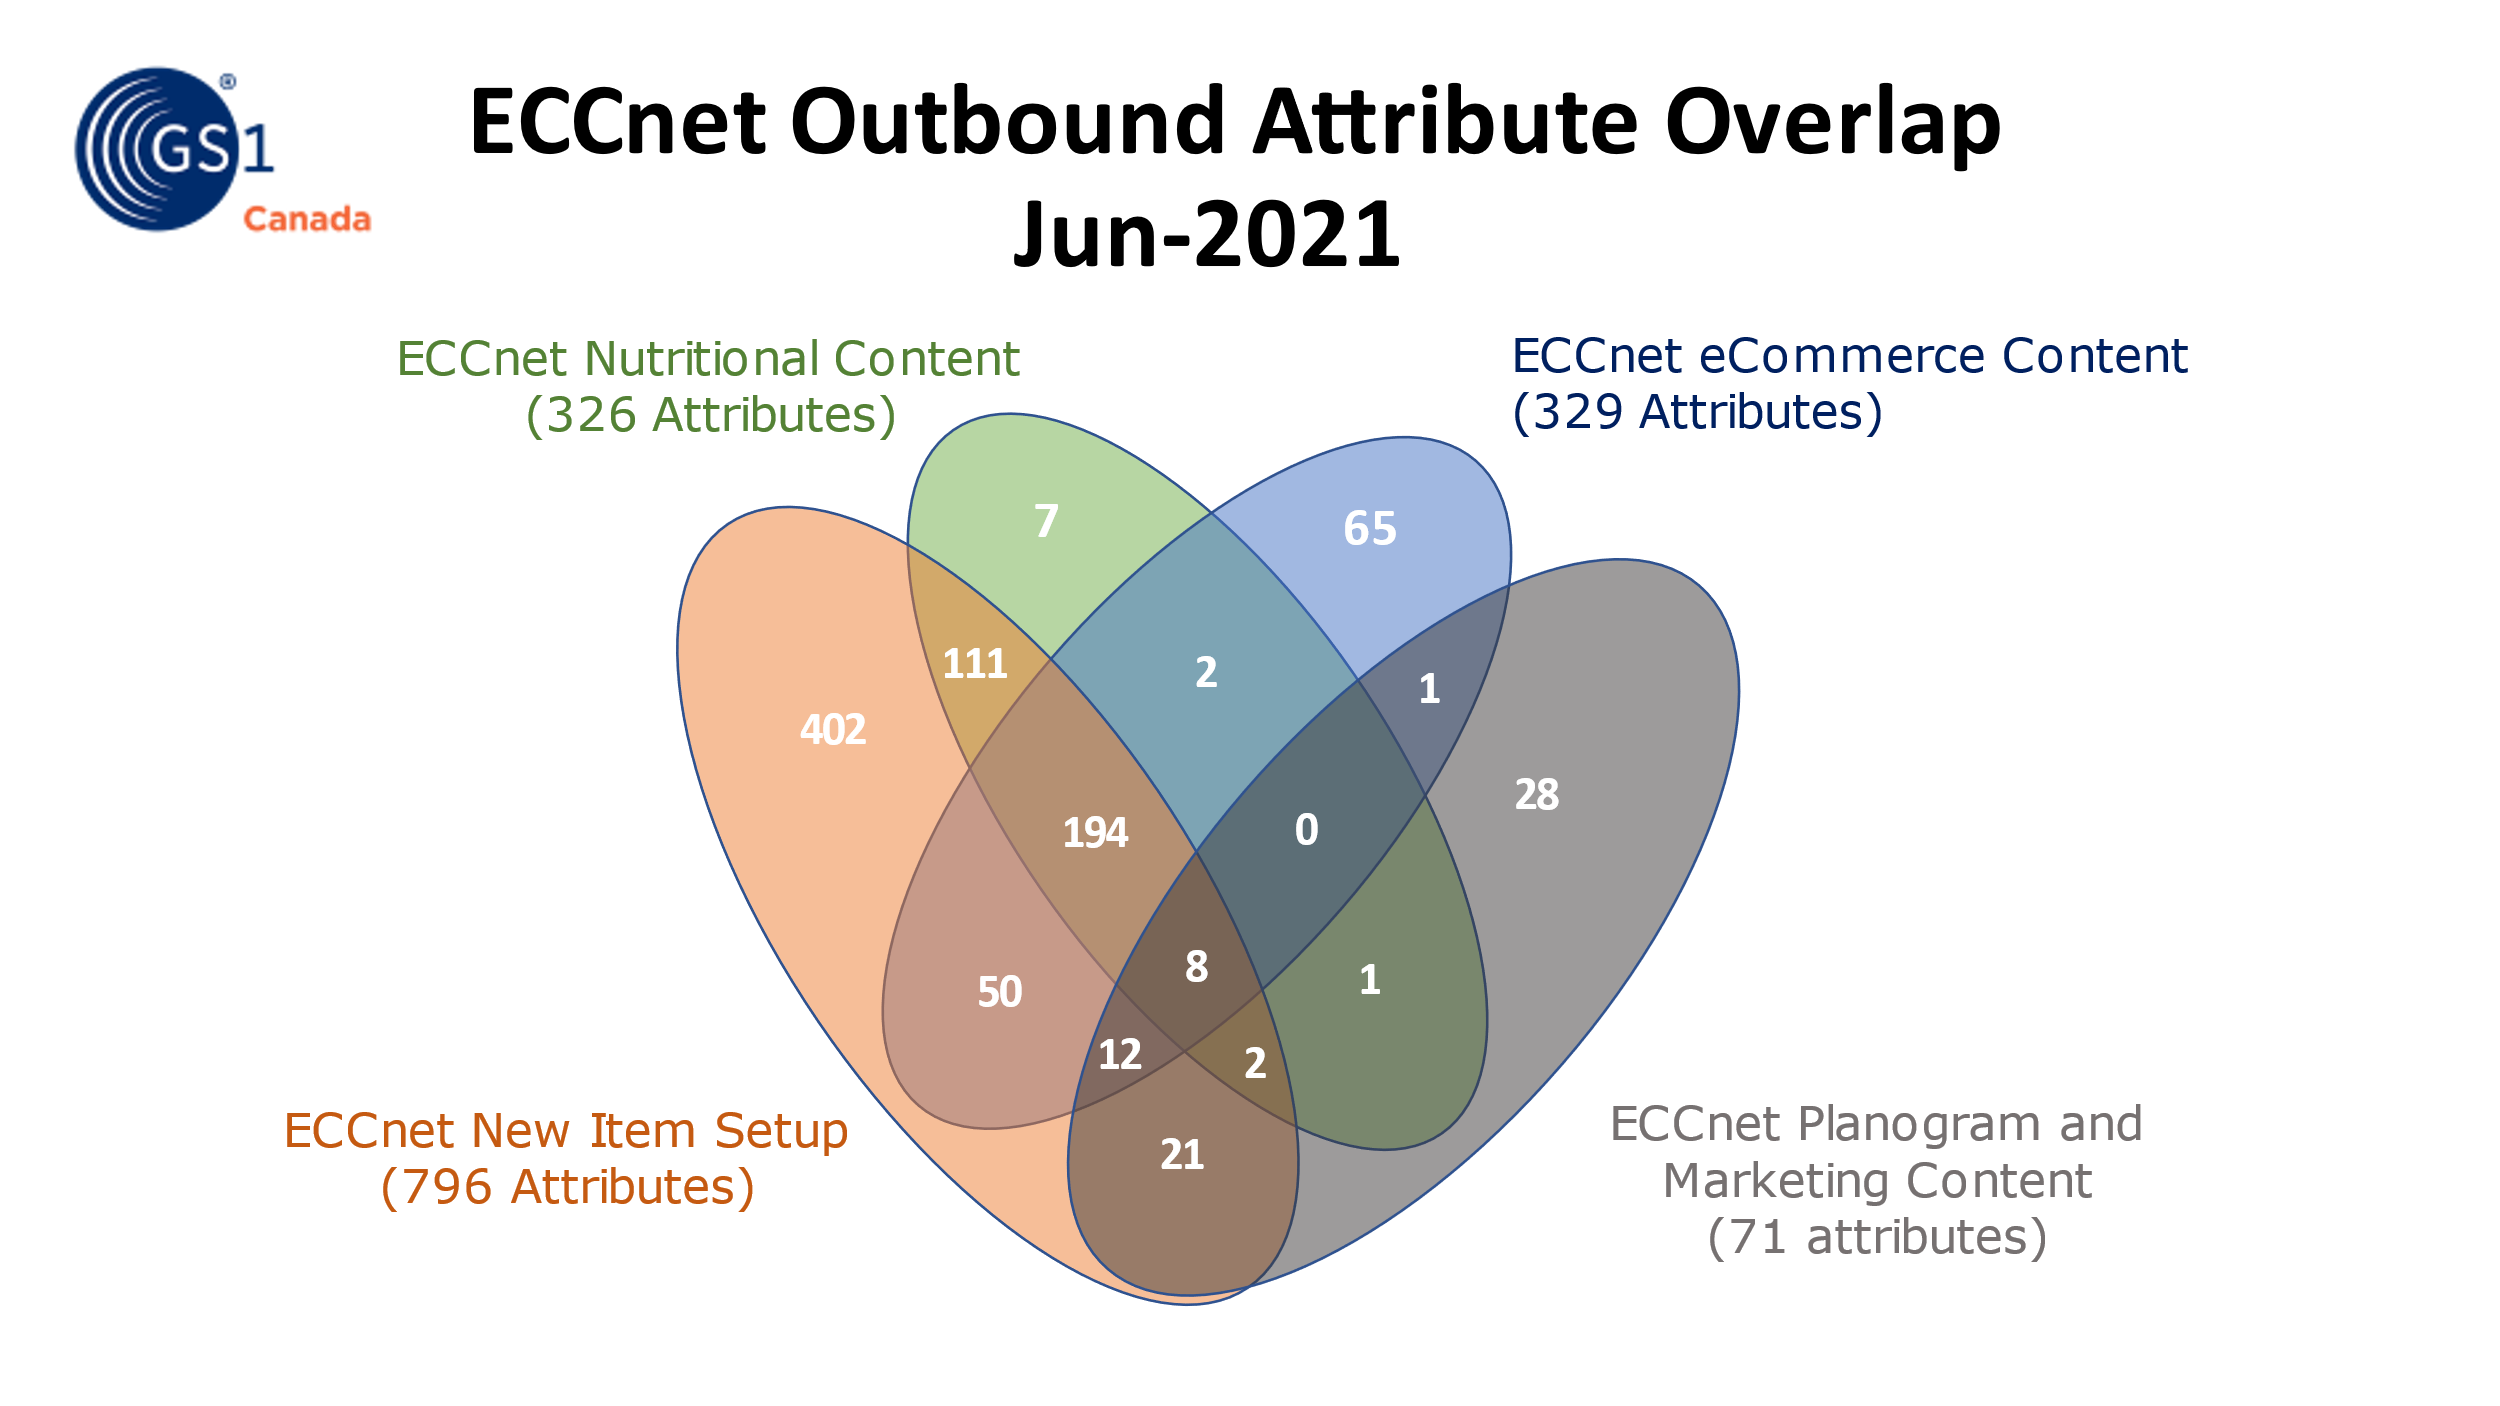 GS1®
Canada
ECCnet Outbound Attribute Overlap
Jun-2021
ECCnet Nutritional Content
(326 Attributes)
ECCnet eCommerce Content
(329 Attributes)
7
65
111
2
1
402
28
194
0
8
50
1
12
2
21
ECCnet New Item Setup
(796 Attributes)
ECCnet Planogram and
Marketing Content
(71 attributes)